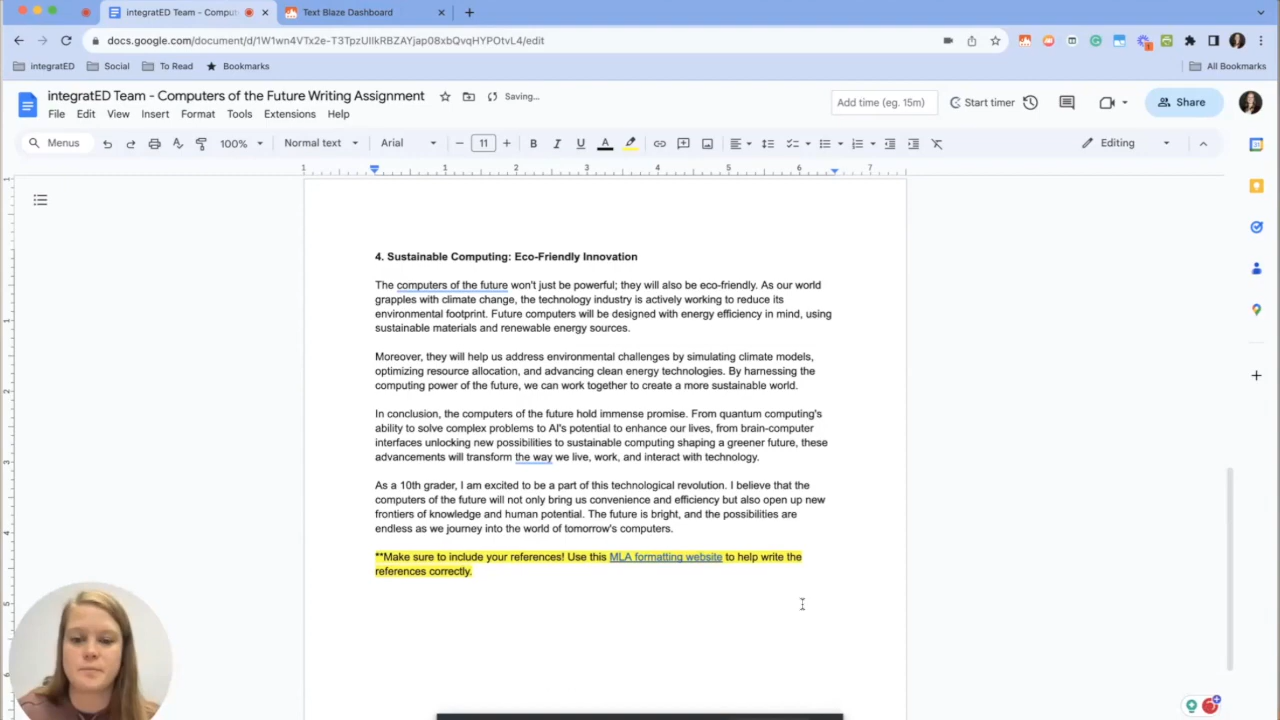 integratED Team - Comput
Text Blaze Dashboard
docs.google.com/document/d/1W1wn4VTx2e-T3TpzUIlkRBZAYjap08xbQvqHYPOtvL4/edit
integratED
Social
To Read
Bookmarks
All Bookmarks
integratED Team - Computers of the Future Writing Assignment
Saving...
Add time (eg. 15m)
Start timer
Share
File Edit View Insert Format Tools Extensions Help
Menus
100%
Normal text
Arial
11
B I U A
Editing
1 1 2 3 4 5 6 7
4. Sustainable Computing: Eco-Friendly Innovation
The computers of the future won't just be powerful; they will also be eco-friendly. As our world
grapples with climate change, the technology industry is actively working to reduce its
environmental footprint. Future computers will be designed with energy efficiency in mind, using
sustainable materials and renewable energy sources.
Moreover, they will help us address environmental challenges by simulating climate models,
optimizing resource allocation, and advancing clean energy technologies. By harnessing the
computing power of the future, we can work together to create a more sustainable world.
In conclusion, the computers of the future hold immense promise. From quantum computing's
ability to solve complex problems to AI's potential to enhance our lives, from brain-computer
interfaces unlocking new possibilities to sustainable computing shaping a greener future, these
advancements will transform the way we live, work, and interact with technology.
As a 10th grader, I am excited to be a part of this technological revolution. I believe that the
computers of the future will not only bring us convenience and efficiency but also open up new
frontiers of knowledge and human potential. The future is bright, and the possibilities are
endless as we journey into the world of tomorrow's computers.
**Make sure to include your references! Use this MLA formatting website to help write the
references correctly.